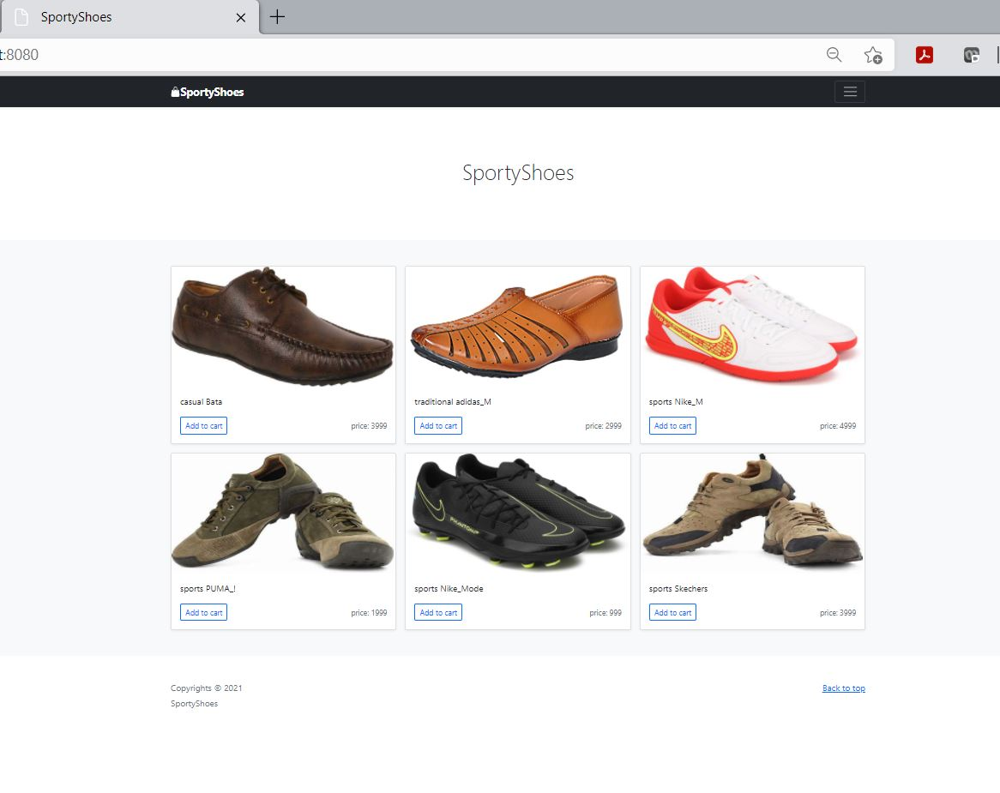 SportyShoes
t:8080
SportyShoes
SportyShoes
casual Bata
Add to cart
price: 3999
traditional adidas_M
Add to cart
price: 2999
sports Nike_M
Add to cart
price: 4999
PHANTOM
sports PUMA_!
Add to cart
price: 1999
sports Nike_Mode
Add to cart
price: 999
sports Skechers
Add to cart
price: 3999
Copyrights © 2021
SportyShoes
Back to top